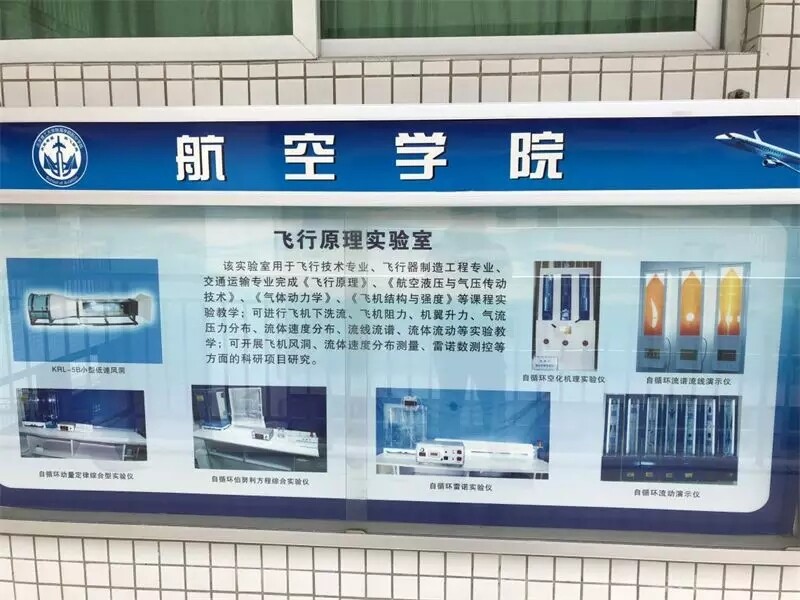 航空学院
飞行原理实验室
该实验室用于飞行技术专业、飞行器制造工程专业、
交通运输专业完成《飞行原理》、《航空液压与气压传动
技术》、《气体动力学》、《飞机结构与强度》等课程实
验教学；可进行飞机下洗流、飞机阻力、机翼升力、气流
压力分布、流体速度分布、流线流谱、流体流动等实验教
学；可开展飞机风洞、流体速度分布测量、雷诺数测控等
方面的科研项目研究。
KRL-5B小型低速风洞
自循环空化机理实验仪
自循环流谱流线演示仪
自循环动量定律综合型实验仪
自循环伯努利方程综合实验仪
自循环雷诺实验仪
自循环流动演示仪